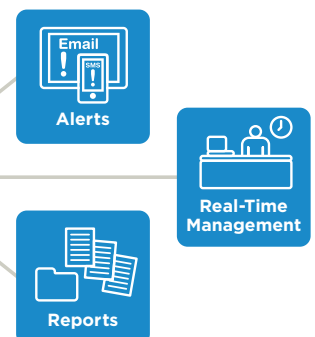 Email
SMS
Alerts
Real-Time
Management
Reports